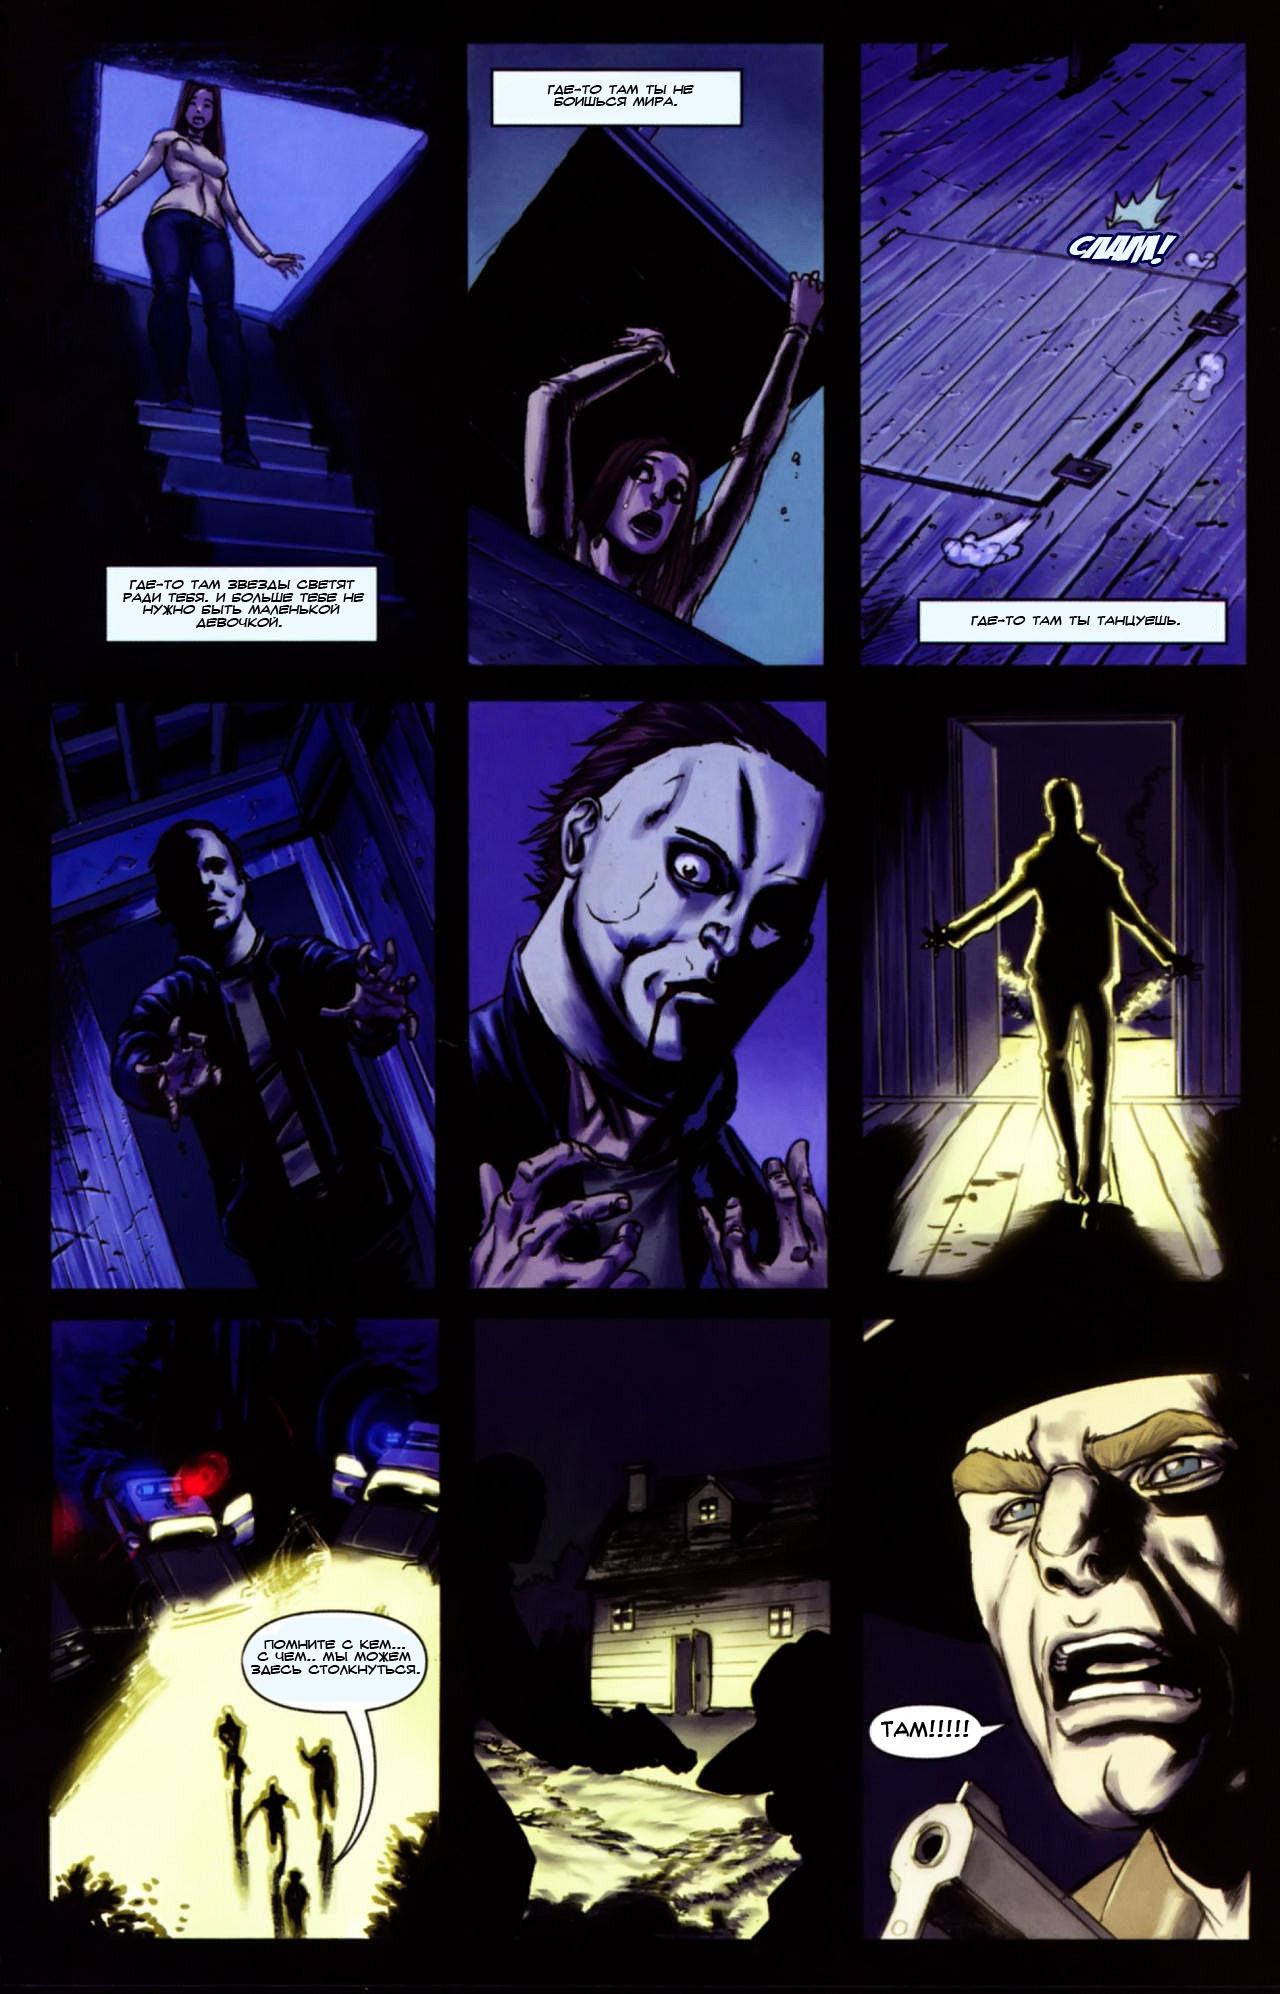 ГДЕ-ТО ТАМ ЗВЕЗДЫ СВЕТЯТ
РАДИ ТЕБЯ. И БОЛЬШЕ ТЕБЕ НЕ
НУЖНО БЫТЬ МАЛЕНЬКОЙ
ДЕВОЧКОЙ.
ГДЕ-ТО ТАМ ТЫ НЕ
БОИШЬСЯ МИРА.
СЛАМ!
ГДЕ-ТО ТАМ ТЫ ТАНЦУЕШЬ.
ПОМНИТЕ С КЕМ...
С ЧЕМ.. МЫ МОЖЕМ
ЗДЕСЬ СТОЛКНУТЬСЯ.
ТАМ!!!!!